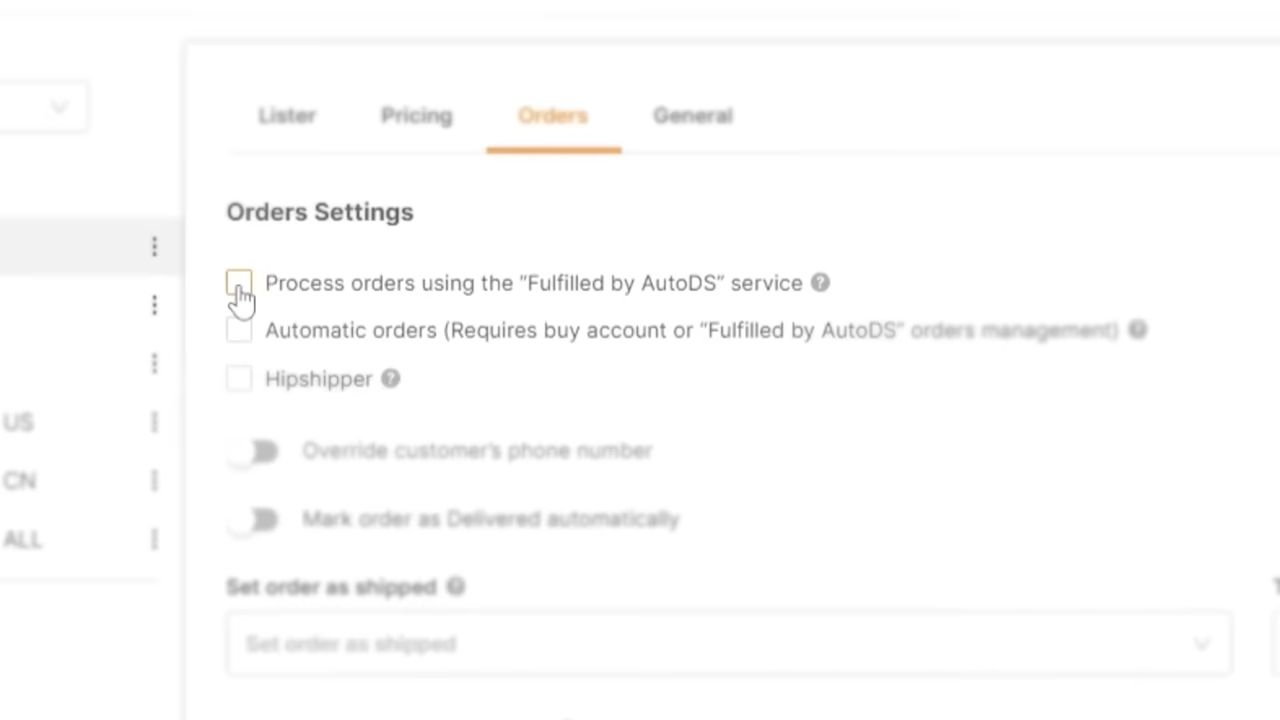 Lister Pricing Orders General
Orders Settings
Process orders using the “Fulfilled by AutoDS” service
Automatic orders (Requires buy account or “Fulfilled by AutoDS” orders management)
Hipshipper
US
Override customer's phone number
CN
Mark order as Delivered automatically
ALL
Set order as shipped
Set order as shipped